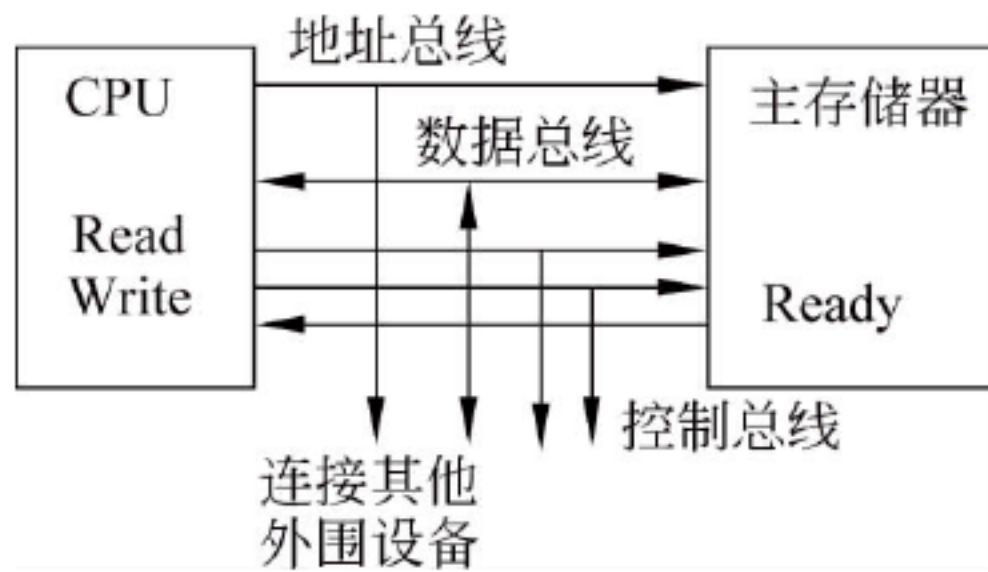 地址总线
CPU
主存储器
数据总线
Read
Write
Ready
控制总线
连接其他
外围设备